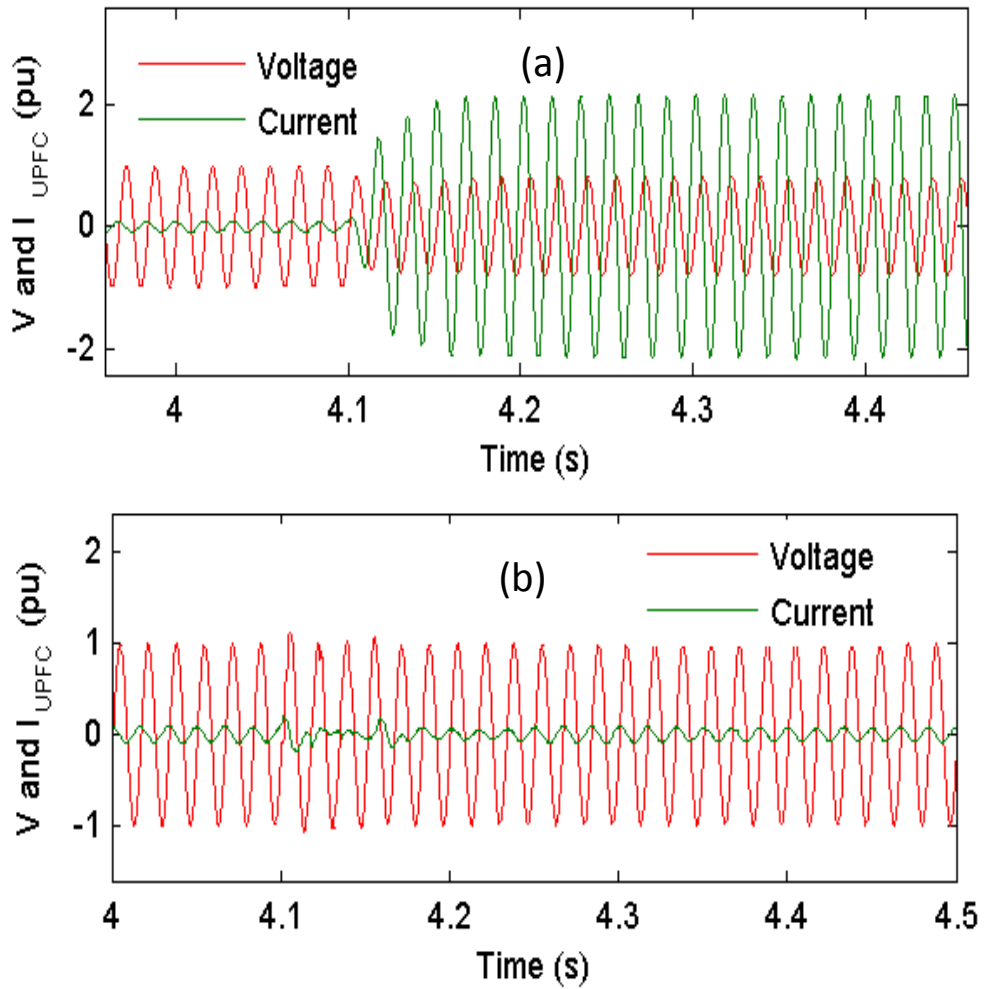 (a)
Voltage
Current
V and I UPFC (pu)
2
0
-2
4
4.1
4.2
4.3
4.4
Time (s)
(b)
Voltage
Current
V and I UPFC (pu)
2
1
0
-1
4
4.1
4.2
4.3
4.4
4.5
Time (s)